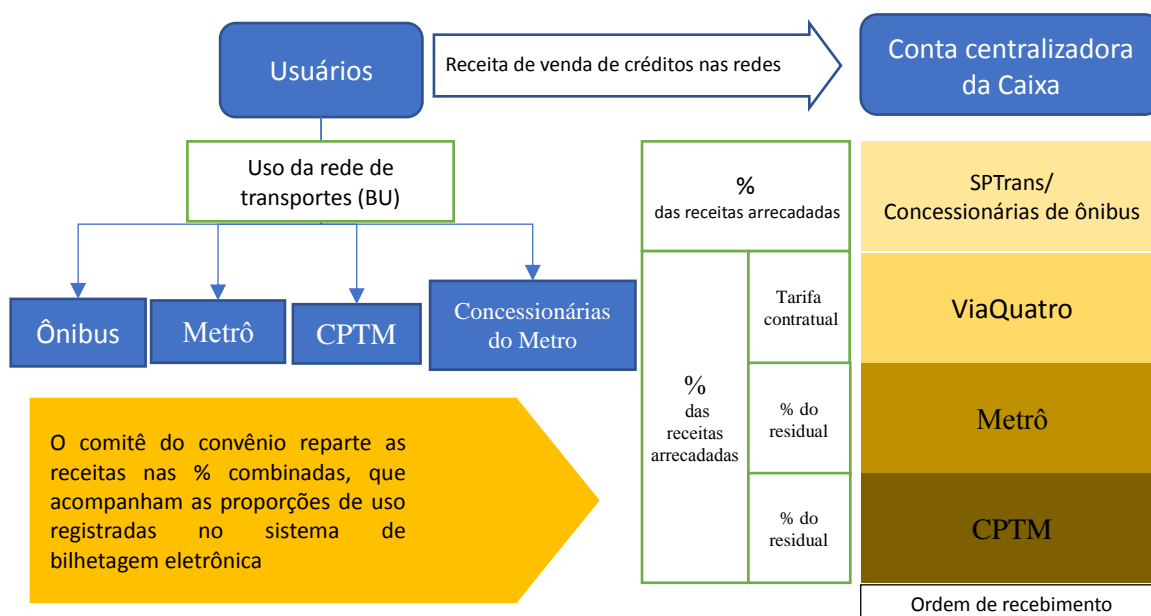 Usuários
Receita de venda de créditos nas redes
Conta centralizadora
da Caixa
Uso da rede de
transportes (BU)
Ônibus
Metrô
CPTM
Concessionárias
do Metro
%
das receitas arrecadadas
SPTrans/
Concessionárias de ônibus
%
das
receitas
arrecadadas
Tarifa
contratual
ViaQuatro
% do
residual
Metrô
% do
residual
CPTM
Ordem de recebimento
O comitê do convênio reparte as
receitas nas % combinadas, que
acompanham as proporções de uso
registradas no sistema de
bilhetagem eletrônica